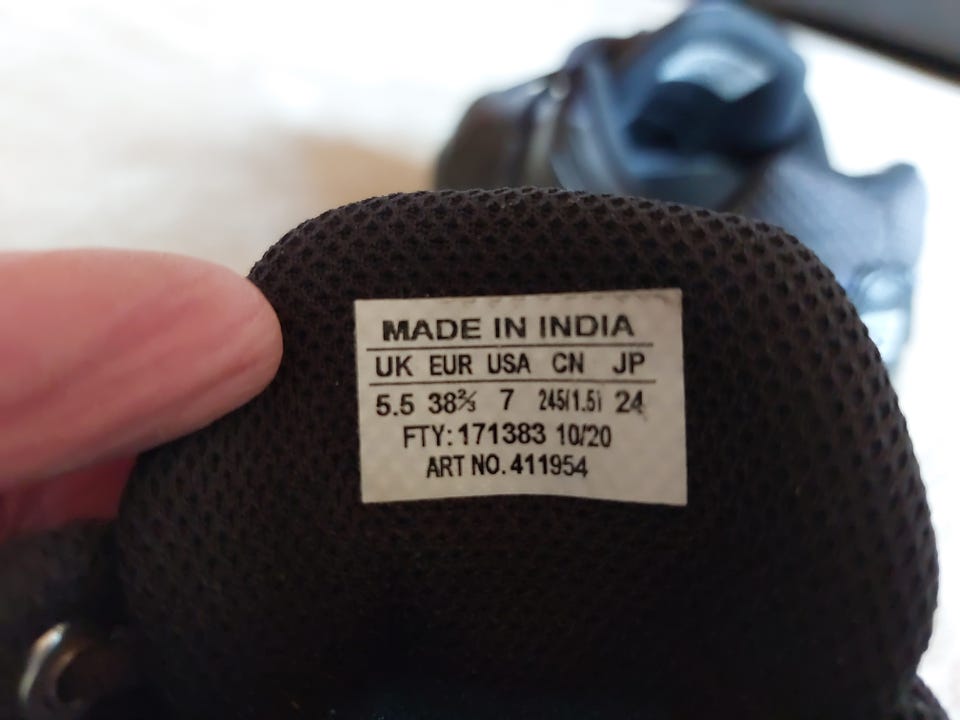 MADE IN INDIA
UK EUR USA CN JP
5.5 38⅔ 7 245(1.5) 24
FTY: 171383 10/20
ART NO. 411954